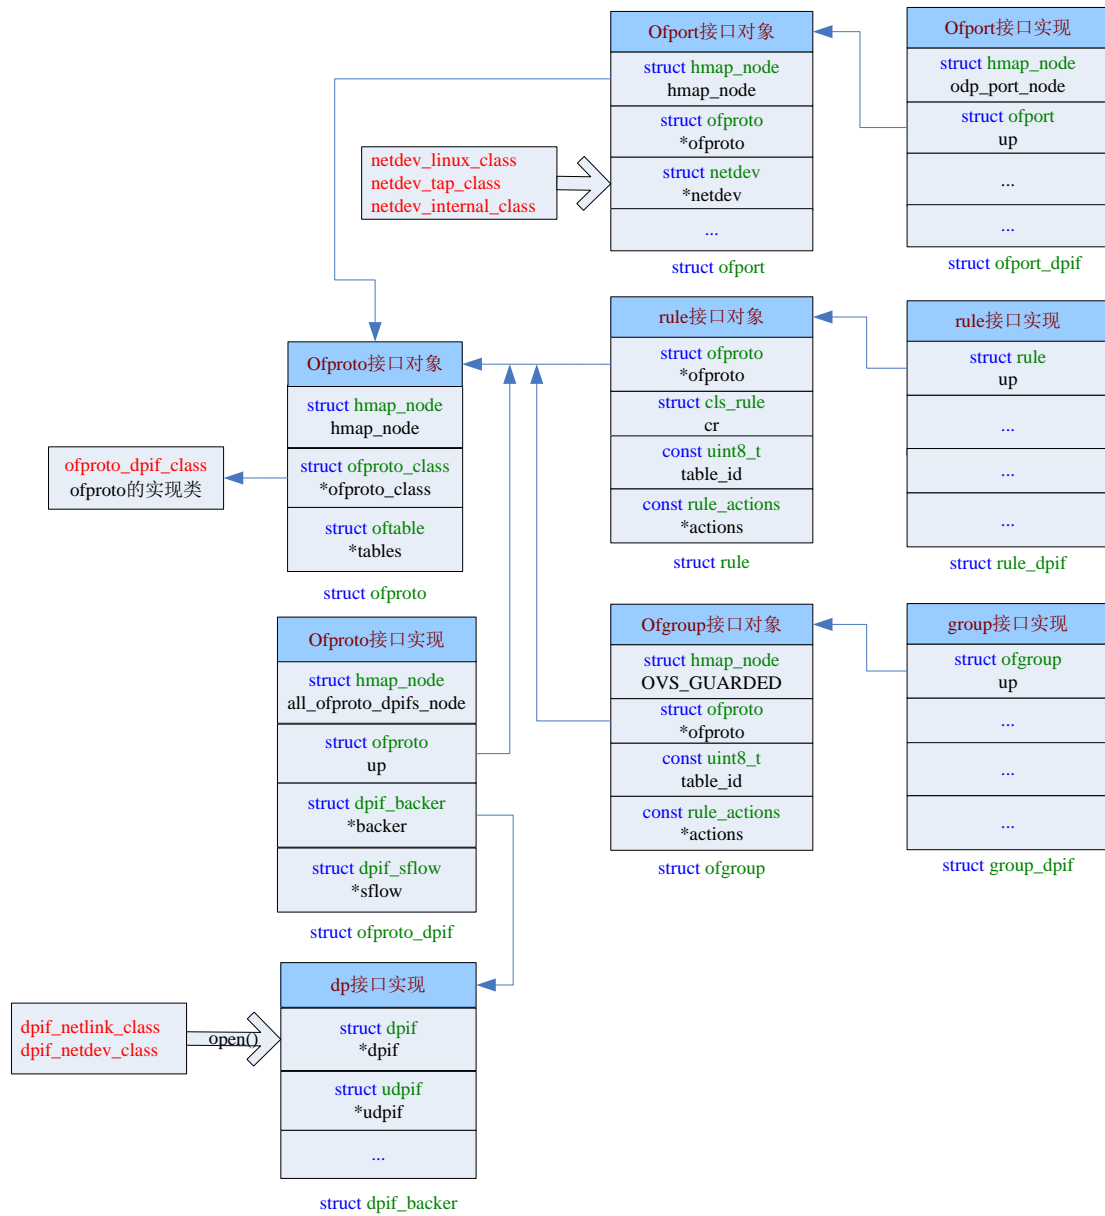 Ofport接口对象
struct hmap_node
hmap_node
struct ofproto
*ofproto
struct netdev
*netdev
...
struct ofport
Ofport接口实现
struct hmap_node
odp_port_node
struct ofport
up
...
...
struct ofport_dpif
netdev_linux_class
netdev_tap_class
netdev_internal_class
Ofproto接口对象
struct hmap_node
hmap_node
struct ofproto_class
*ofproto_class
struct oftable
*tables
struct ofproto
ofproto_dpif_class
ofproto的实现类
rule接口对象
struct ofproto
*ofproto
struct cls_rule
cr
const uint8_t
table_id
const rule_actions
*actions
struct rule
rule接口实现
struct rule
up
...
...
...
struct rule_dpif
Ofproto接口实现
struct hmap_node
all_ofproto_dpifs_node
struct ofproto
up
struct dpif_backer
*backer
struct dpif_sflow
*sflow
struct ofproto_dpif
Ofgroup接口对象
struct hmap_node
OVS_GUARDED
struct ofproto
*ofproto
const uint8_t
table_id
const rule_actions
*actions
struct ofgroup
group接口实现
struct ofgroup
up
...
...
...
struct group_dpif
dpif_netlink_class
dpif_netdev_class
open()
dp接口实现
struct dpif
*dpif
struct udpif
*udpif
...
struct dpif_backer